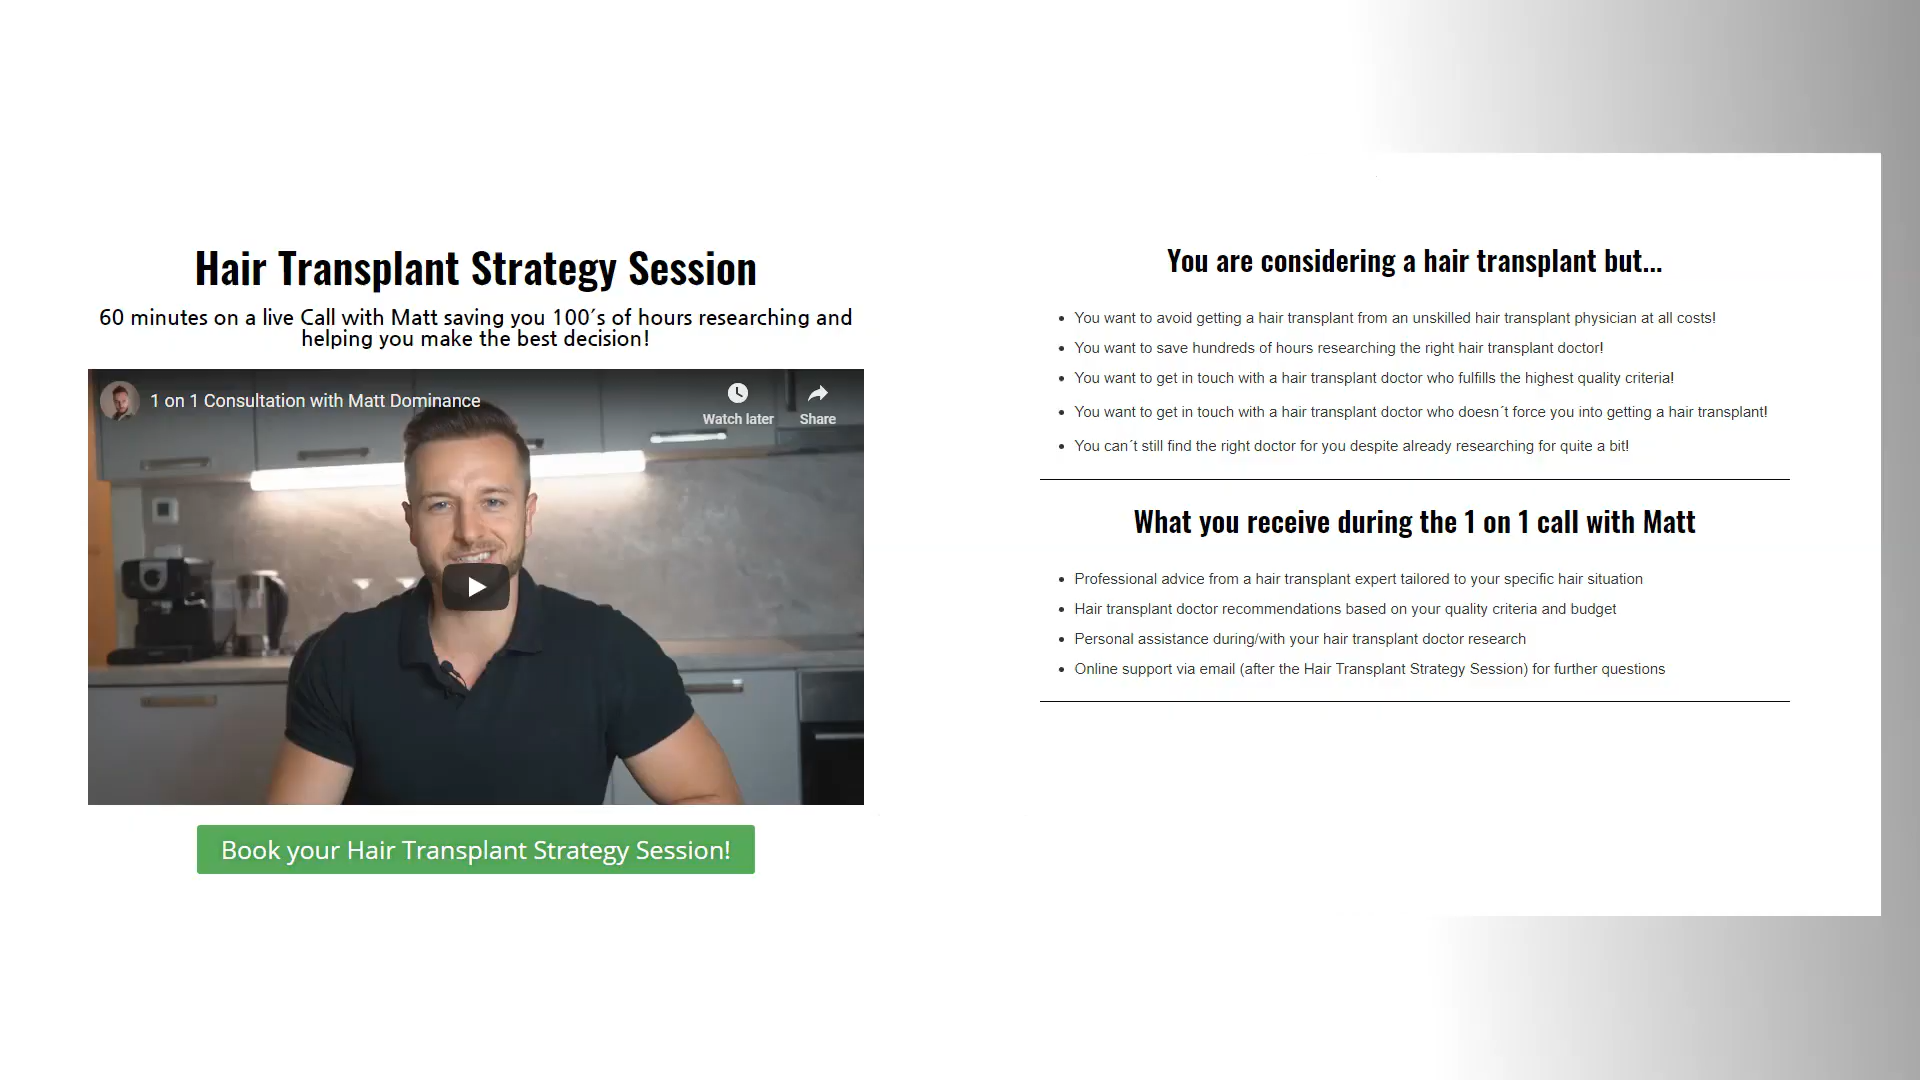 Hair Transplant Strategy Session
60 minutes on a live Call with Matt saving you 100´s of hours researching and
helping you make the best decision!
1 on 1 Consultation with Matt Dominance
Watch later
Share
Book your Hair Transplant Strategy Session!
You are considering a hair transplant but...
You want to avoid getting a hair transplant from an unskilled hair transplant physician at all costs!
You want to save hundreds of hours researching the right hair transplant doctor!
You want to get in touch with a hair transplant doctor who fulfills the highest quality criteria!
You want to get in touch with a hair transplant doctor who doesn´t force you into getting a hair transplant!
You can´t still find the right doctor for you despite already researching for quite a bit!
What you receive during the 1 on 1 call with Matt
Professional advice from a hair transplant expert tailored to your specific hair situation
Hair transplant doctor recommendations based on your quality criteria and budget
Personal assistance during/with your hair transplant doctor research
Online support via email (after the Hair Transplant Strategy Session) for further questions